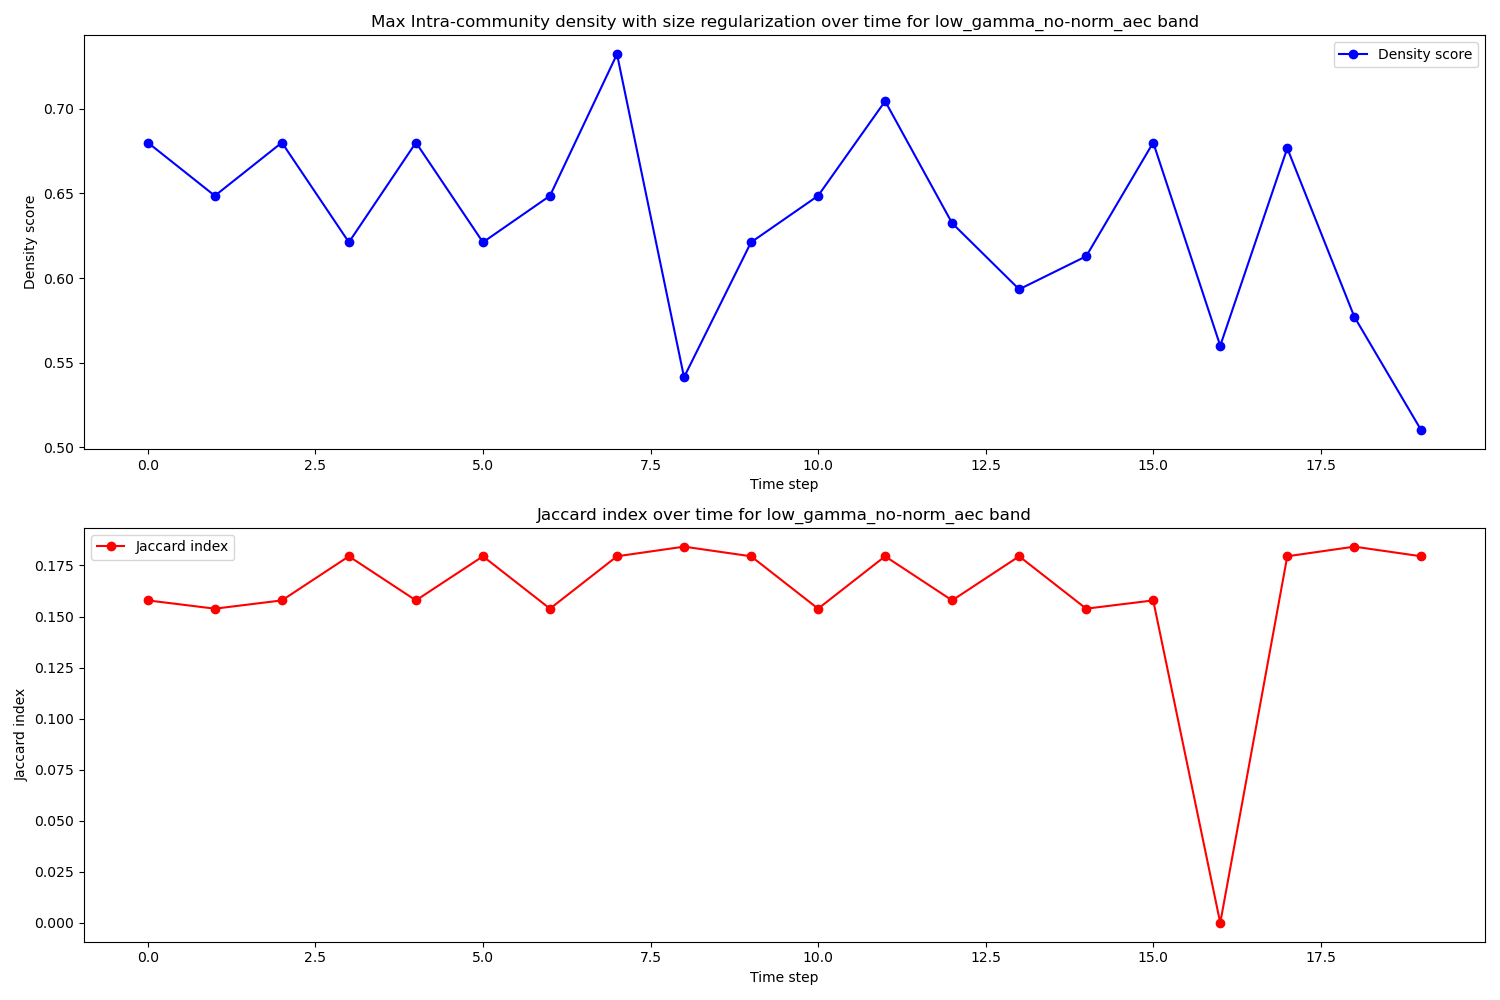 Max Intra-community density with size regularization over time for low_gamma_no-norm_aec band
Density score
Density score
0.70
0.65
0.60
0.55
0.50
0.0 2.5 5.0 7.5 10.0 12.5 15.0 17.5
Time step
Jaccard index over time for low_gamma_no-norm_aec band
Jaccard index
Jaccard index
0.175
0.150
0.125
0.100
0.075
0.050
0.025
0.000
0.0 2.5 5.0 7.5 10.0 12.5 15.0 17.5
Time step